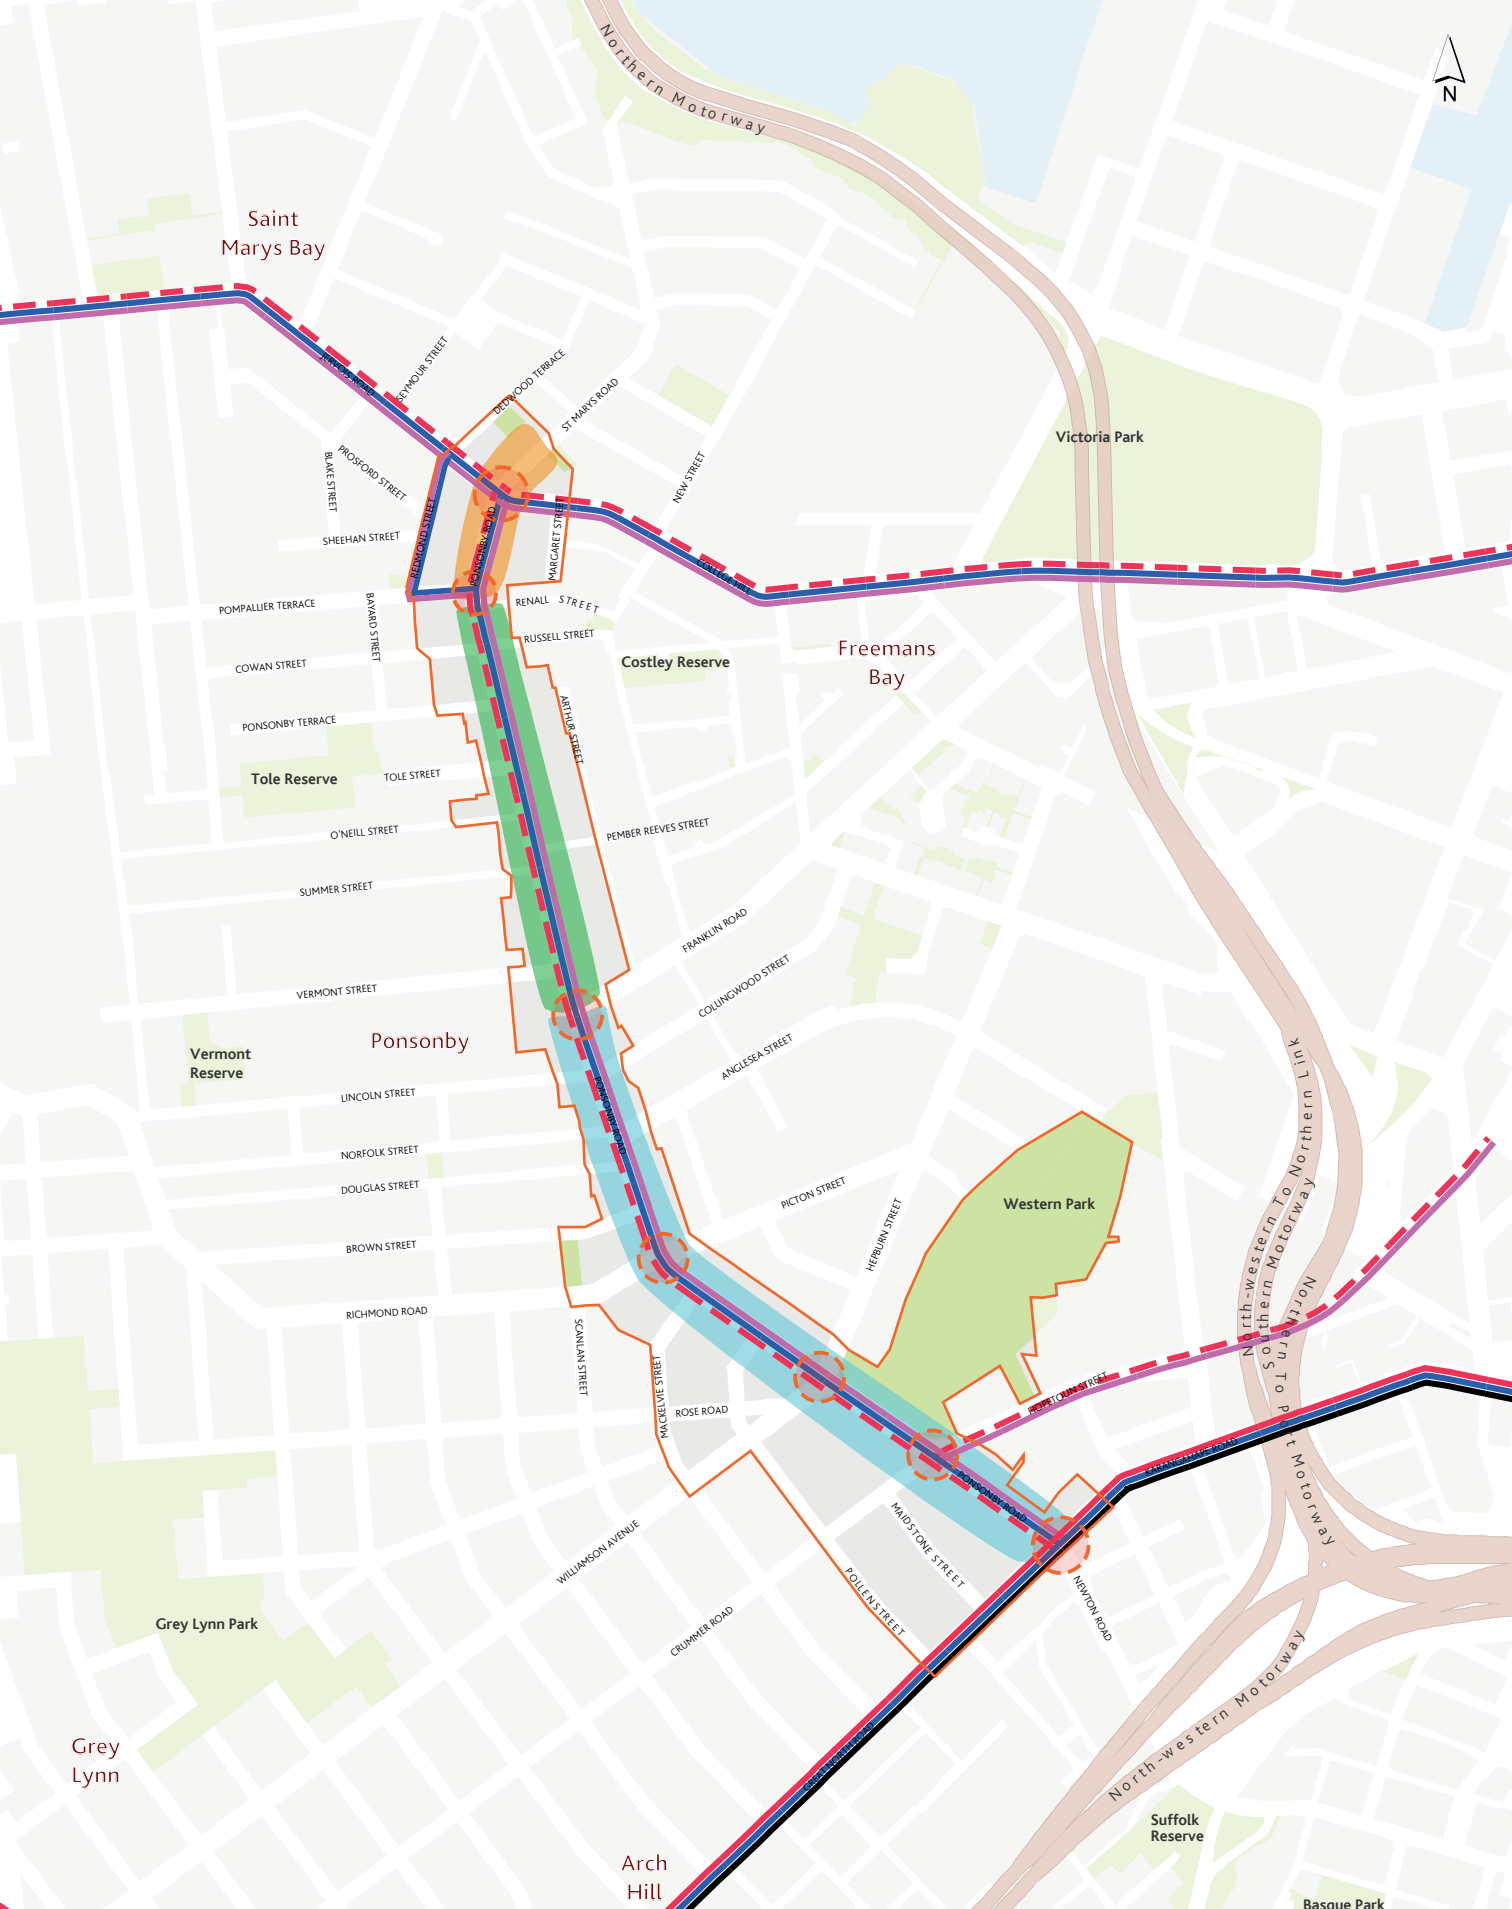 Northern Motorway
N
Saint
Marys Bay
JERVOIS ROAD
SEYMOUR STREET
DEDWOOD TERRACE
ST MARYS ROAD
Victoria Park
BLAKE STREET
PROSFORD STREET
NEW STREET
REDMOND STREET
PONSONBY ROAD
MARGARET STREET
SHEEHAN STREET
COLLEGE HILL
POMPALLIER TERRACE
BAYARD STREET
RENALL STREET
RUSSELL STREET
COWAN STREET
Costley Reserve
Freemans
Bay
PONSONBY TERRACE
ARTHUR STREET
Tole Reserve
TOLE STREET
O'NEILL STREET
PEMBER REEVES STREET
SUMMER STREET
FRANKLIN ROAD
COLLINGWOOD STREET
VERMONT STREET
Ponsonby
Vermont
Reserve
ANGLESEA STREET
LINCOLN STREET
PONSONBY ROAD
NORFOLK STREET
DOUGLAS STREET
PICTON STREET
HEPBURN STREET
Western Park
BROWN STREET
RICHMOND ROAD
SCANLAN STREET
MACKELVIE STREET
ROSE ROAD
HOPETOUN STREET
North-western To Northern Link
Southern Motorway
Northern To Port Motorway
KARANGAHAPE ROAD
PONSONBY ROAD
MAIDSTONE STREET
WILLIAMSON AVENUE
POLLEN STREET
NEWTON ROAD
CRUMMER ROAD
Grey Lynn Park
North-western Motorway
GREAT NORTH ROAD
Grey
Lynn
Suffolk
Reserve
Arch
Hill
Basque Park